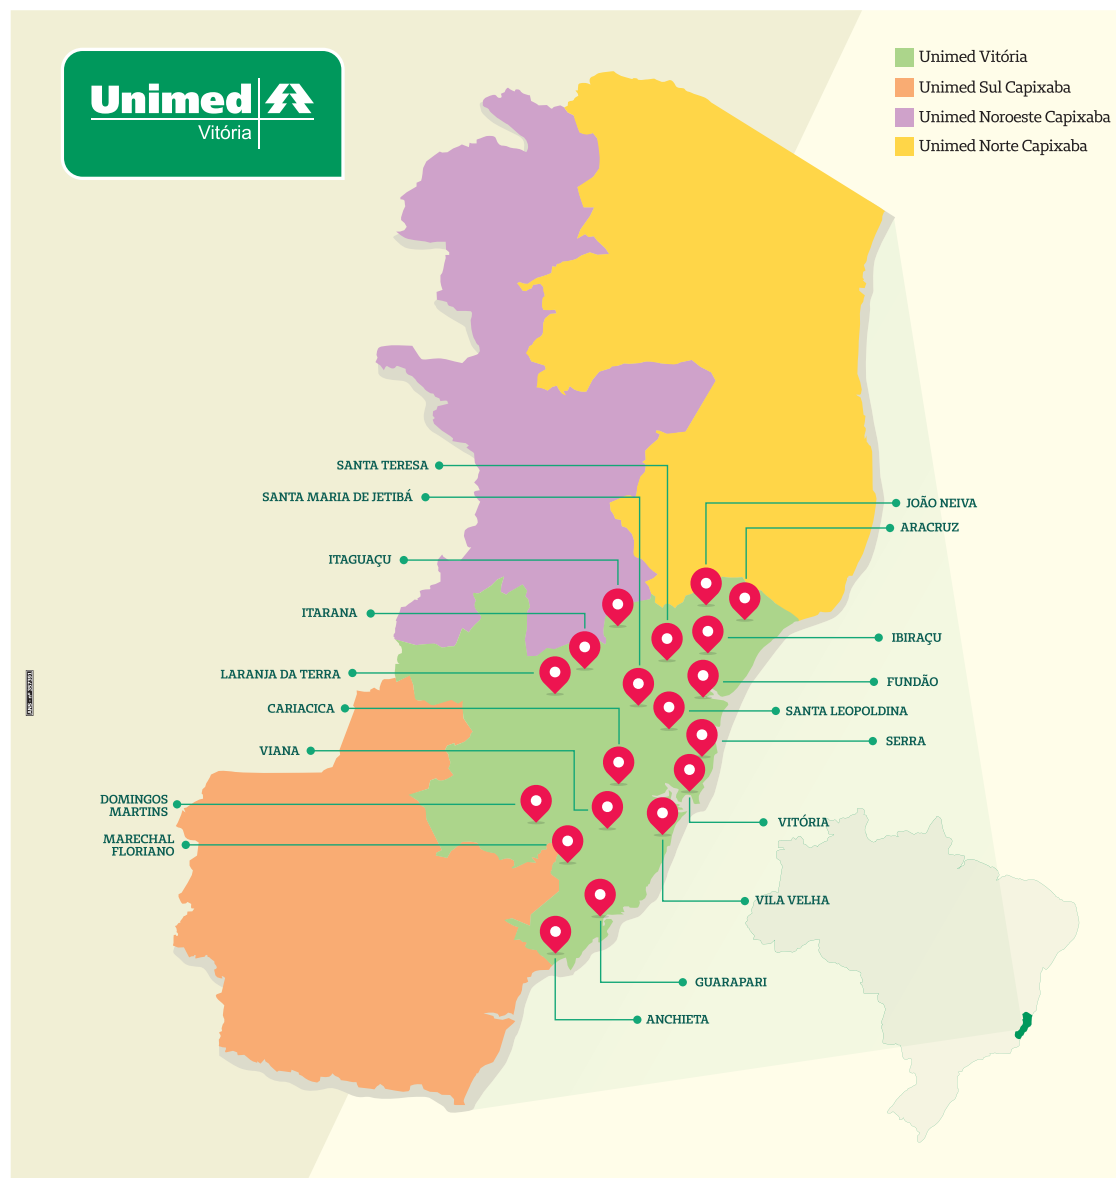 Unimed
Vitória
Unimed Vitória
Unimed Sul Capixaba
Unimed Noroeste Capixaba
Unimed Norte Capixaba
SANTA TERESA
SANTA MARIA DE JETIBÁ
JOÃO NEIVA
ARACRUZ
ITAGUAÇU
ITARANA
IBIRAÇU
LARANJA DA TERRA
FUNDÃO
CARIACICA
SANTA LEOPOLDINA
SERRA
VIANA
DOMINGOS
MARTINS
VITÓRIA
MARECHAL
FLORIANO
VILA VELHA
GUARAPARI
ANCHIETA